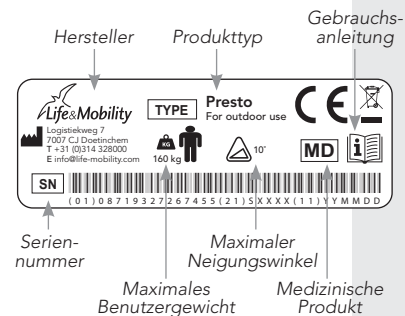 Hersteller
Produkttyp
Gebrauchs-
anleitung
Life&Mobility
Logistiekweg 7
7007 CJ Doetinchem
T +31 (0)314 328000
E info@life-mobility.com
TYPE
Presto
For outdoor use
CE
KG
160 kg
10°
MD
i
SN
(01)08719327267455(21)SXXXX(11)YYMMDD
Serien-
nummer
Maximaler
Neigungswinkel
Maximales
Benutzergewicht
Medizinische
Produkt